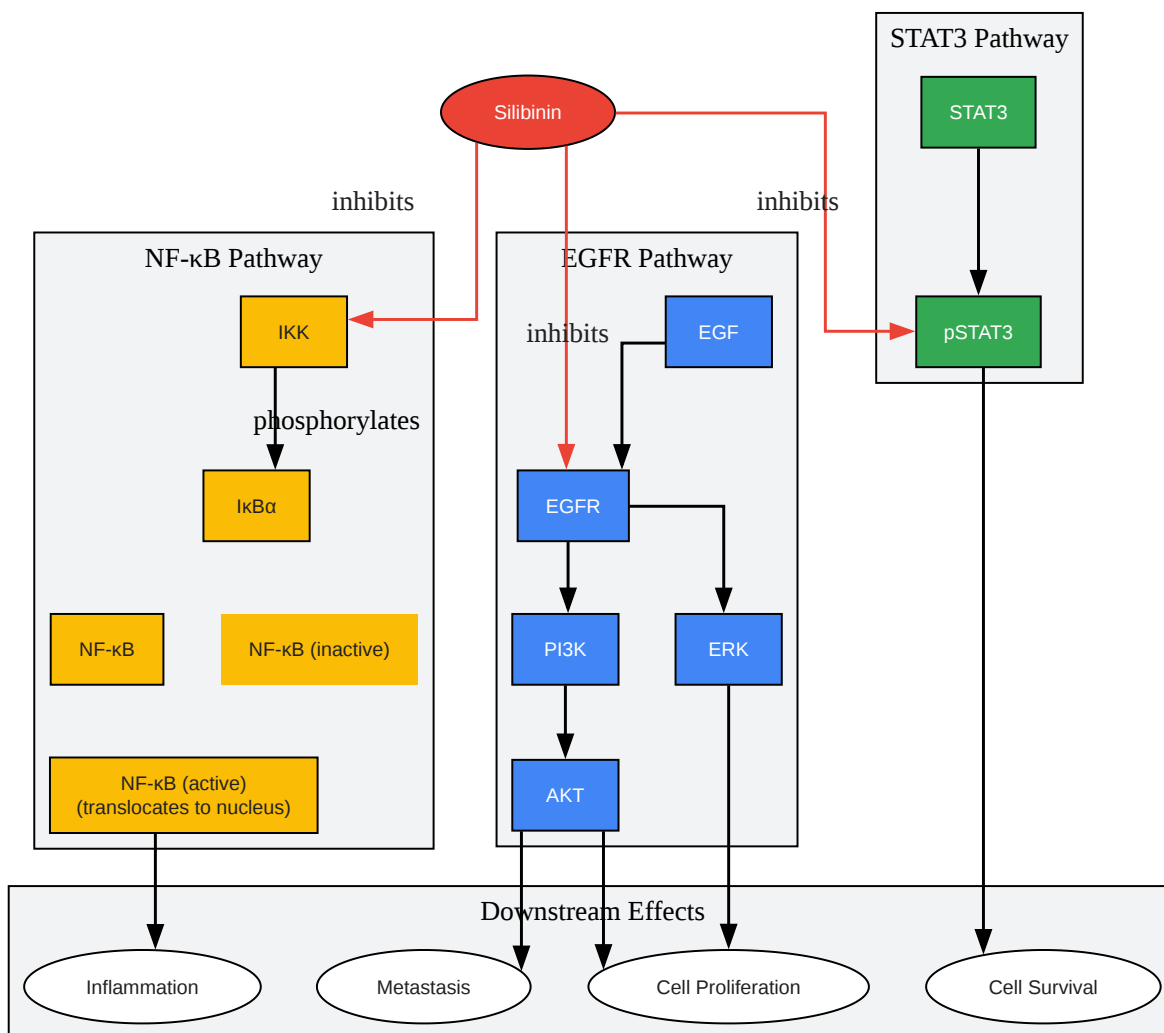 STAT3 Pathway
Silibinin
STAT3
inhibits
inhibits
NF-κB Pathway
EGFR Pathway
IKK
inhibits
EGF
pSTAT3
phosphorylates
IκBα
EGFR
NF-κB
NF-κB (inactive)
PI3K
ERK
NF-κB (active)
(translocates to nucleus)
AKT
Downstream Effects
Inflammation
Metastasis
Cell Proliferation
Cell Survival